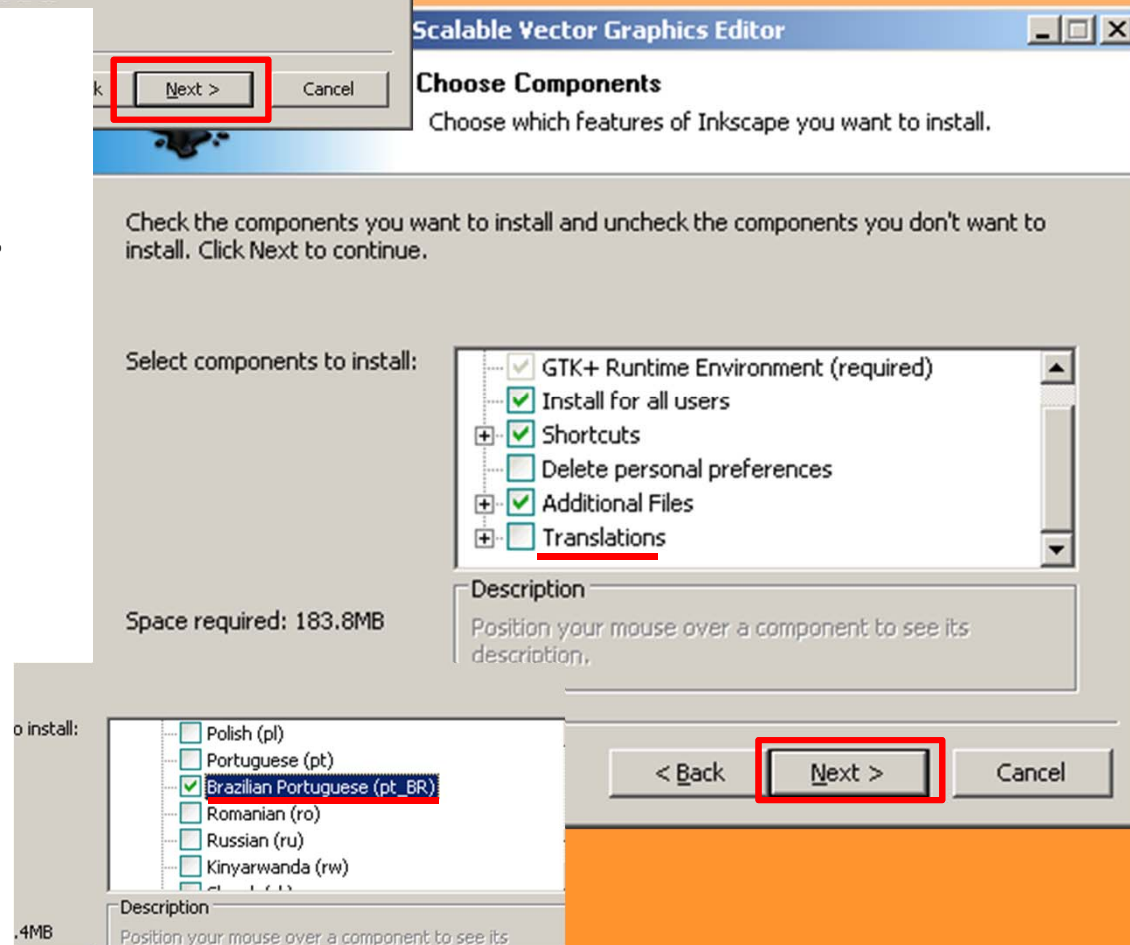 k
Next >
Cancel
Scalable Vector Graphics Editor
Choose Components
Choose which features of Inkscape you want to install.
Check the components you want to install and uncheck the components you don't want to
install. Click Next to continue.
Select components to install:
GTK+ Runtime Environment (required)
Install for all users
Shortcuts
Delete personal preferences
Additional Files
Translations
Space required: 183.8MB
Description
Position your mouse over a component to see its
description.
< Back
Next >
Cancel
o install:
Polish (pl)
Portuguese (pt)
Brazilian Portuguese (pt_BR)
Romanian (ro)
Russian (ru)
Kinyarwanda (rw)
Description
.4MB
Position your mouse over a component to see its